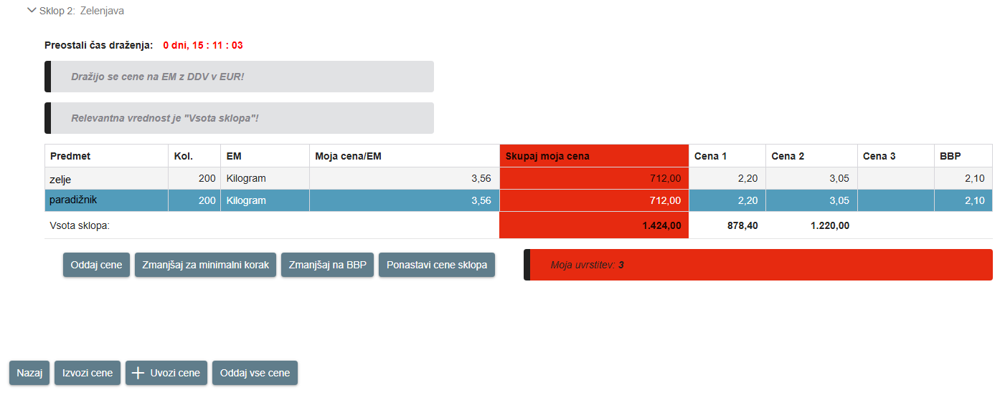 Sklop 2: Zelenjava
Preostali čas draženja: 0 dni, 15 : 11 : 03
Dražijo se cene na EM z DDV v EUR!
Relevantna vrednost je "Vsota sklopa"!
Predmet Kol. EM Moja cena/EM Skupaj moja cena Cena 1 Cena 2 Cena 3 BBP
zelje 200 Kilogram 3,56 712,00 2,20 3,05 2,10
paradižnik 200 Kilogram 3,56 712,00 2,20 3,05 2,10
Vsota sklopa: 1.424,00 878,40 1.220,00
Oddaj cene Zmanjšaj za minimalni korak Zmanjšaj na BBP Ponastavi cene sklopa Moja uvrstitev: 3
Nazaj Izvozi cene Uvozi cene Oddaj vse cene